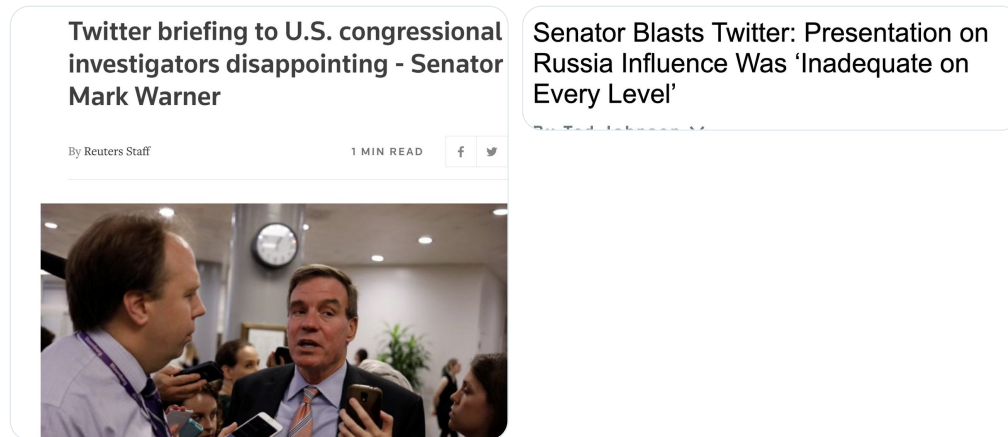 Twitter briefing to U.S. congressional
investigators disappointing - Senator
Mark Warner
By Reuters Staff
1 MIN READ
Senator Blasts Twitter: Presentation on
Russia Influence Was ‘Inadequate on
Every Level’